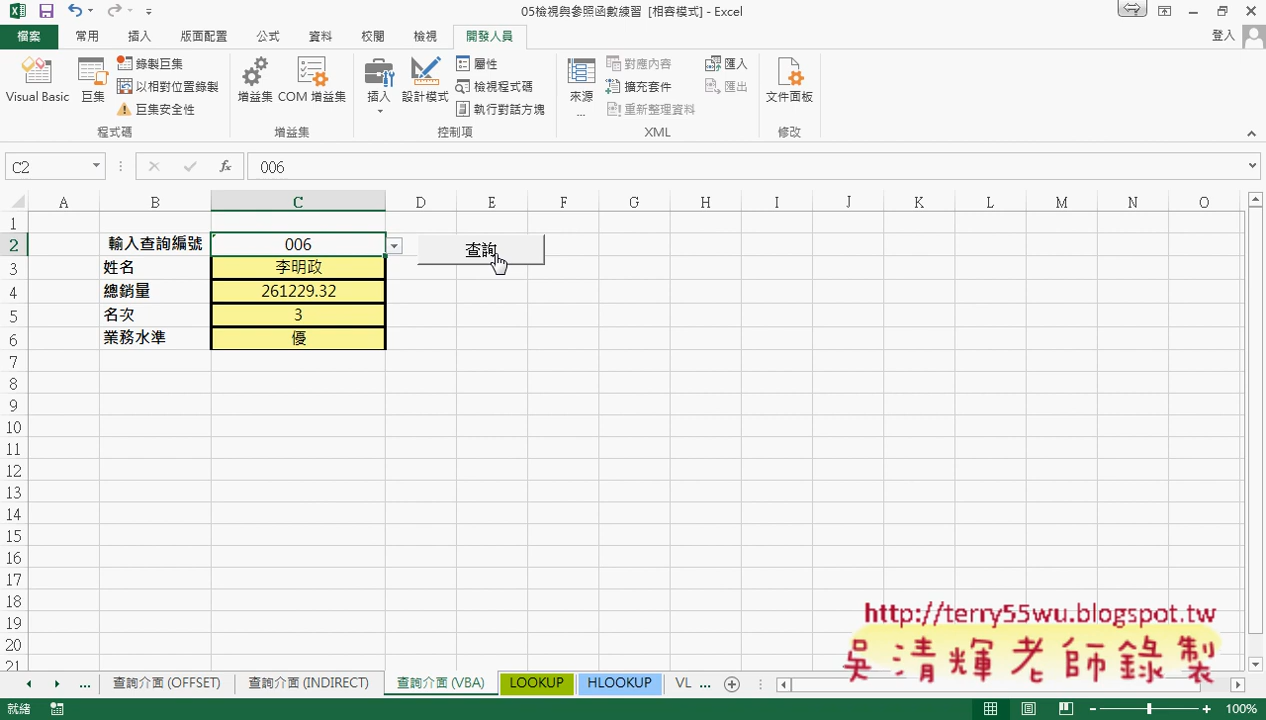 05檢視與參照函數練習 [相容模式] - Excel
檔案 常用 插入 版面配置 公式 資料 校閱 檢視 開發人員 登入
Visual Basic 巨集 錄製巨集 以相對位置錄製 巨集安全性 程式碼
增益集 COM 增益集 增益集
插入 設計模式 屬性 檢視程式碼 執行對話方塊 控制項
來源 ... 對應內容 擴充套件 重新整理資料 匯入 匯出 XML
文件面板 修改
C2 fx 006
A B C D E F G H I J K L M N O
1
2 輸入查詢編號 006 查詢
3 姓名 李明政
4 總銷量 261229.32
5 名次 3
6 業務水準 優
7
8
9
10
11
12
13
14
15
16
17
18
19
20
21
http://terry55wu.blogspot.tw
吳清輝老師錄製
... 查詢介面 (OFFSET) 查詢介面 (INDIRECT) 查詢介面 (VBA) LOOKUP HLOOKUP VL ...
就緒 100%